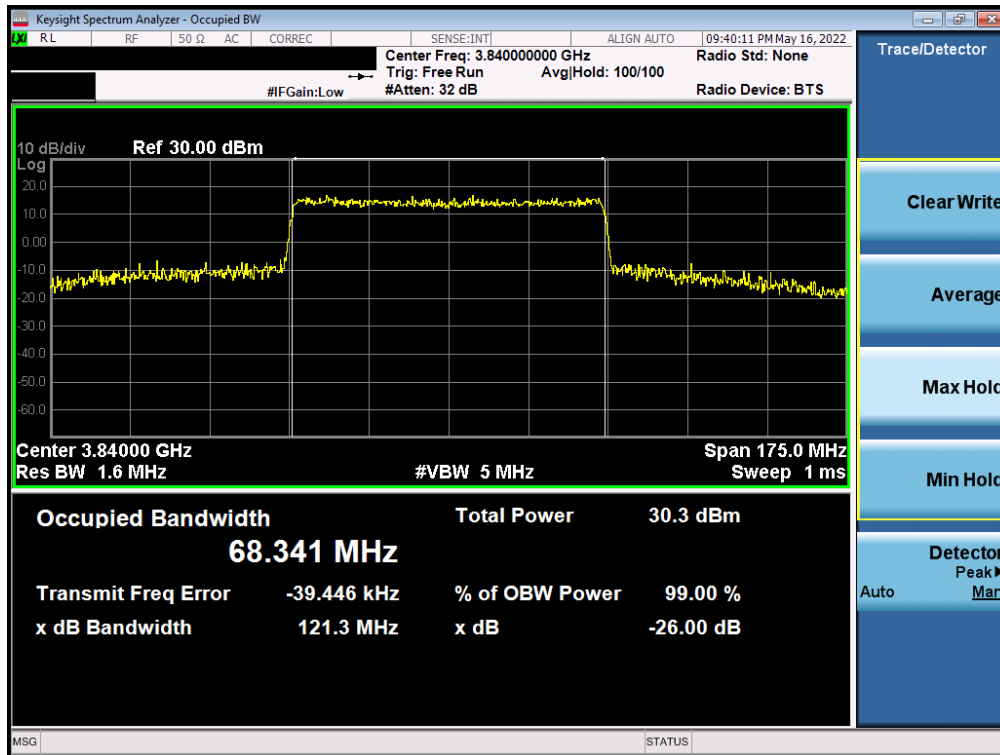 Keysight Spectrum Analyzer - Occupied BW
LXI RL RF 50 Ω AC CORREC SENSE:INT ALIGN AUTO 09:40:11 PM May 16, 2022
Center Freq: 3.840000000 GHz Radio Std: None
Trig: Free Run Avg|Hold: 100/100
#IFGain:Low #Atten: 32 dB Radio Device: BTS
10 dB/div Ref 30.00 dBm
Log
20.0
10.0
0.00
-10.0
-20.0
-30.0
-40.0
-50.0
-60.0
Center 3.84000 GHz Span 175.0 MHz
Res BW 1.6 MHz #VBW 5 MHz Sweep 1 ms
Occupied Bandwidth Total Power 30.3 dBm
68.341 MHz
Transmit Freq Error -39.446 kHz % of OBW Power 99.00 %
x dB Bandwidth 121.3 MHz x dB -26.00 dB
MSG STATUS
Trace/Detector
Clear Write
Average
Max Hold
Min Hold
Detector
Peak▶
Auto Man